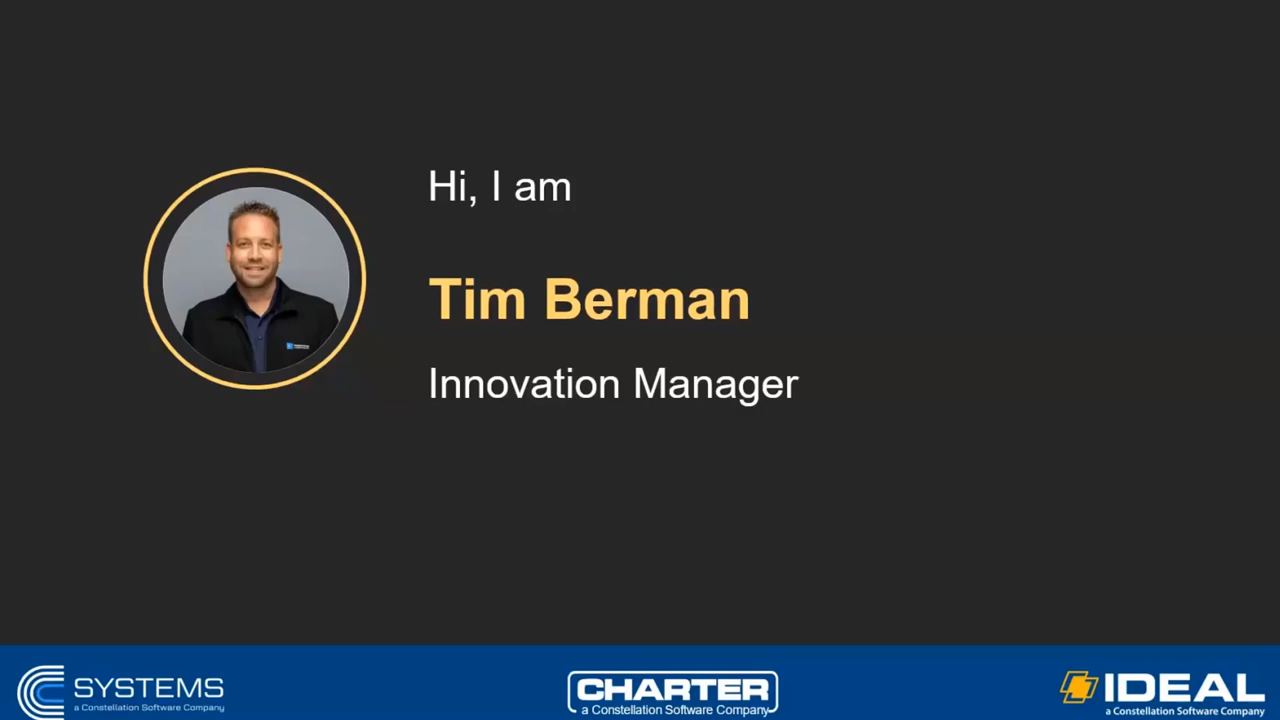 Hi, I am
Tim Berman
Innovation Manager
SYSTEMS
a Constellation Software Company
CHARTER
a Constellation Software Company
IDEAL
a Constellation Software Company